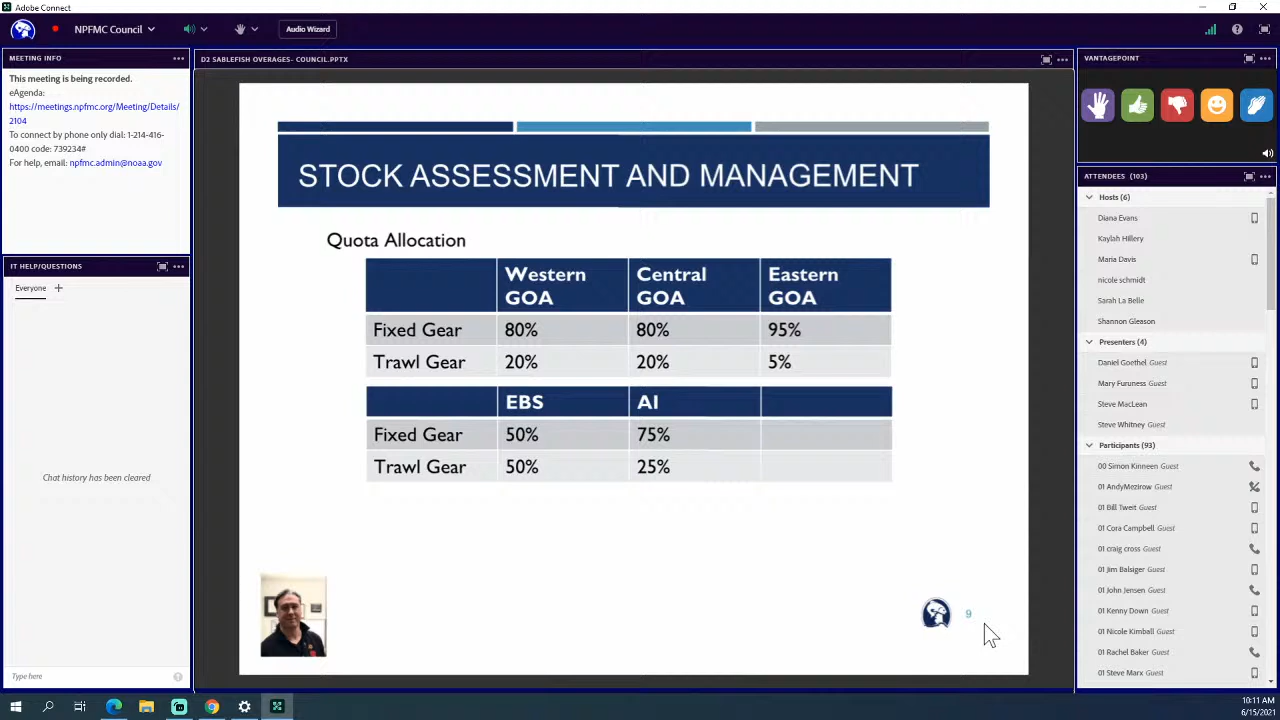 Adobe Connect
NPFMC Council
Audio Wizard
MEETING INFO
This meeting is being recorded.
eAgenda:
https://meetings.npfmc.org/Meeting/Details/
2104
To connect by phone only dial: 1-214-416-
0400 code: 739234#
For help, email: npfmc.admin@noaa.gov
IT HELP/QUESTIONS
Everyone
Chat history has been cleared
Type here
D2 SABLEFISH OVERAGES- COUNCIL.PPTX
STOCK ASSESSMENT AND MANAGEMENT
Quota Allocation
Western GOA Central GOA Eastern GOA
Fixed Gear 80% 80% 95%
Trawl Gear 20% 20% 5%
EBS AI
Fixed Gear 50% 75%
Trawl Gear 50% 25%
9
VANTAGEPOINT
ATTENDEES (103)
Hosts (6)
Diana Evans
Kaylah Hillery
Maria Davis
nicole schmidt
Sarah La Belle
Shannon Gleason
Presenters (4)
Daniel Goethel Guest
Mary Furuness Guest
Steve MacLean
Steve Whitney Guest
Participants (93)
00 Simon Kinneen Guest
01 AndyMezirow Guest
01 Bill Tweit Guest
01 Cora Campbell Guest
01 craig cross Guest
01 Jim Balsiger Guest
01 John Jensen Guest
01 Kenny Down Guest
01 Nicole Kimball Guest
01 Rachel Baker Guest
01 Steve Marx Guest
10:11 AM
6/15/2021